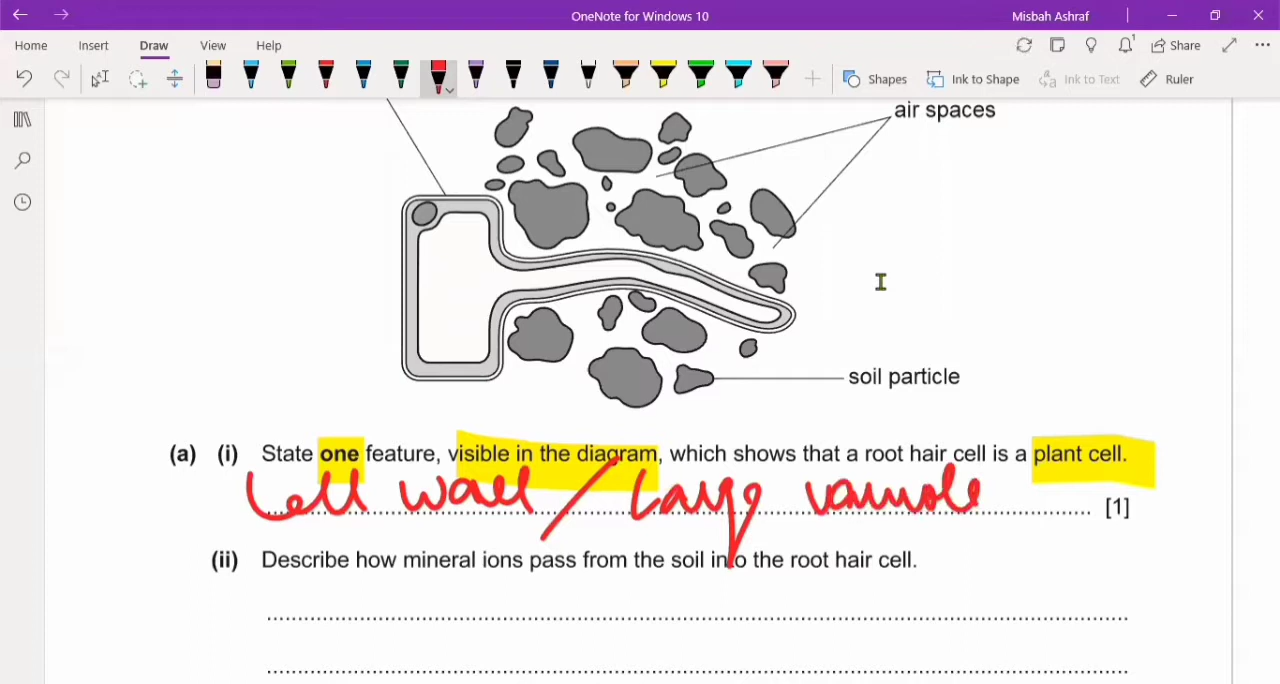 OneNote for Windows 10
Misbah Ashraf
Home Insert Draw View Help
Share
Shapes Ink to Shape Ink to Text Ruler
air spaces
soil particle
(a) (i) State one feature, visible in the diagram, which shows that a root hair cell is a plant cell.
Cell wall / Large vacuole
[1]
(ii) Describe how mineral ions pass from the soil into the root hair cell.